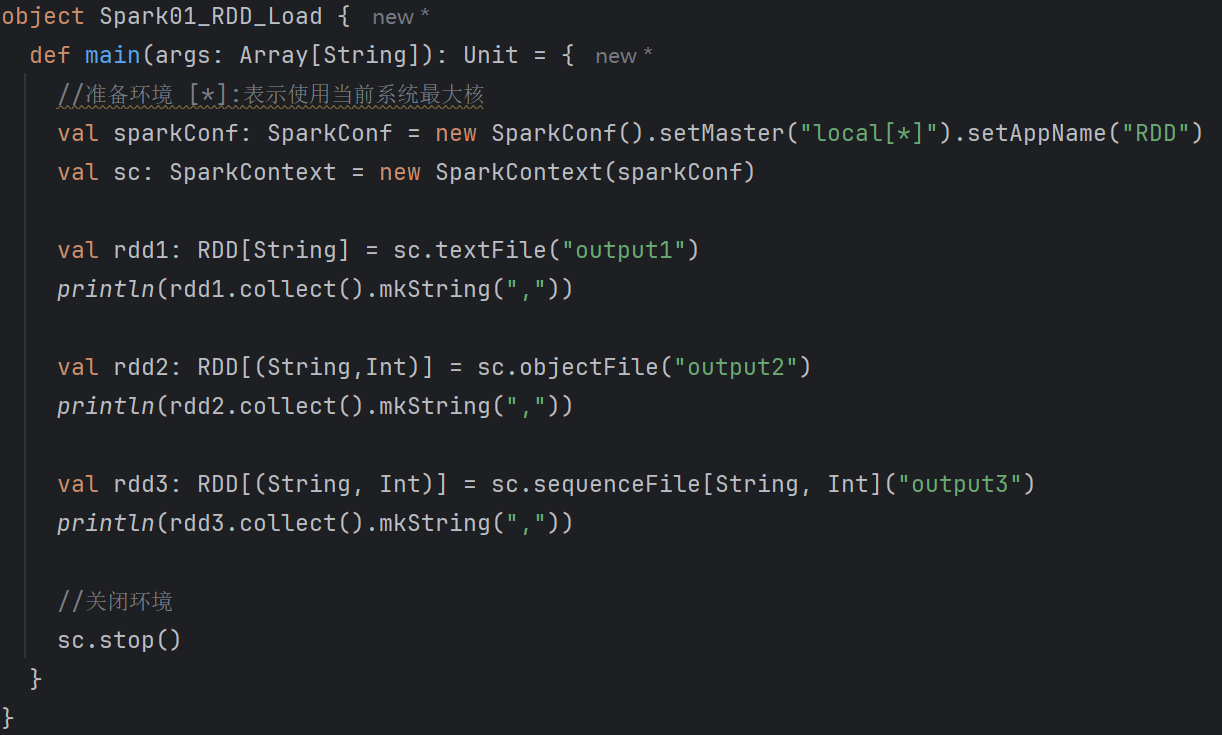 object Spark01_RDD_Load {  new *
  def main(args: Array[String]): Unit = {  new *
    //准备环境 [*]:表示使用当前系统最大核
    val sparkConf: SparkConf = new SparkConf().setMaster("local[*]").setAppName("RDD")
    val sc: SparkContext = new SparkContext(sparkConf)

    val rdd1: RDD[String] = sc.textFile("output1")
    println(rdd1.collect().mkString(","))

    val rdd2: RDD[(String,Int)] = sc.objectFile("output2")
    println(rdd2.collect().mkString(","))

    val rdd3: RDD[(String, Int)] = sc.sequenceFile[String, Int]("output3")
    println(rdd3.collect().mkString(","))

    //关闭环境
    sc.stop()
  }
}